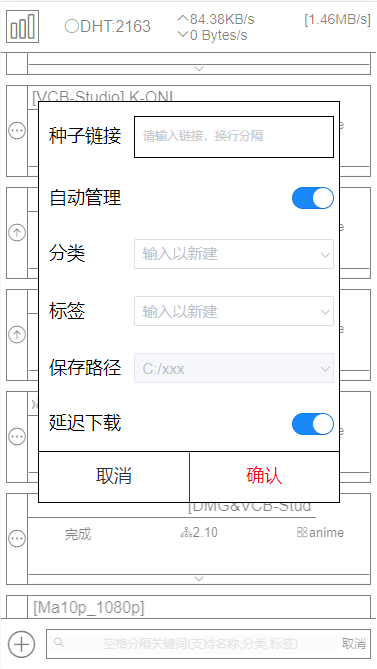 DHT:2163
84.38KB/s
0 Bytes/s
[1.46MB/s]
[VCB-Studio] K-ON!
种子链接
请输入链接，换行分隔
自动管理
分类
输入以新建
标签
输入以新建
保存路径
C:/xxx
延迟下载
取消
确认
[DMG&VCB-Stud
完成
2.10
anime
[Ma10p_1080p]
空格分隔关键词(支持名称,分类,标签)
取消